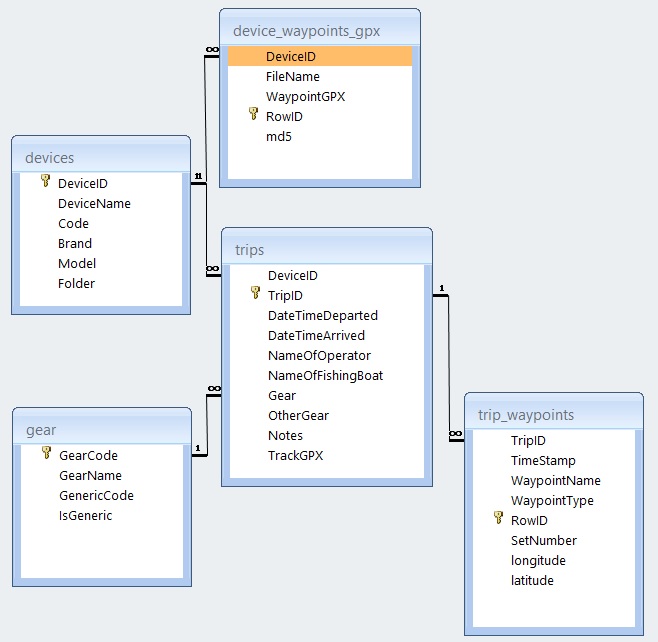 device_waypoints_gpx
DeviceID
FileName
WaypointGPX
RowID
md5
devices
DeviceID
DeviceName
Code
Brand
Model
Folder
trips
DeviceID
TripID
DateTimeDeparted
DateTimeArrived
NameOfOperator
NameOfFishingBoat
Gear
OtherGear
Notes
TrackGPX
gear
GearCode
GearName
GenericCode
IsGeneric
trip_waypoints
TripID
TimeStamp
WaypointName
WaypointType
RowID
SetNumber
longitude
latitude
∞
1
1
∞
∞
1
1
∞